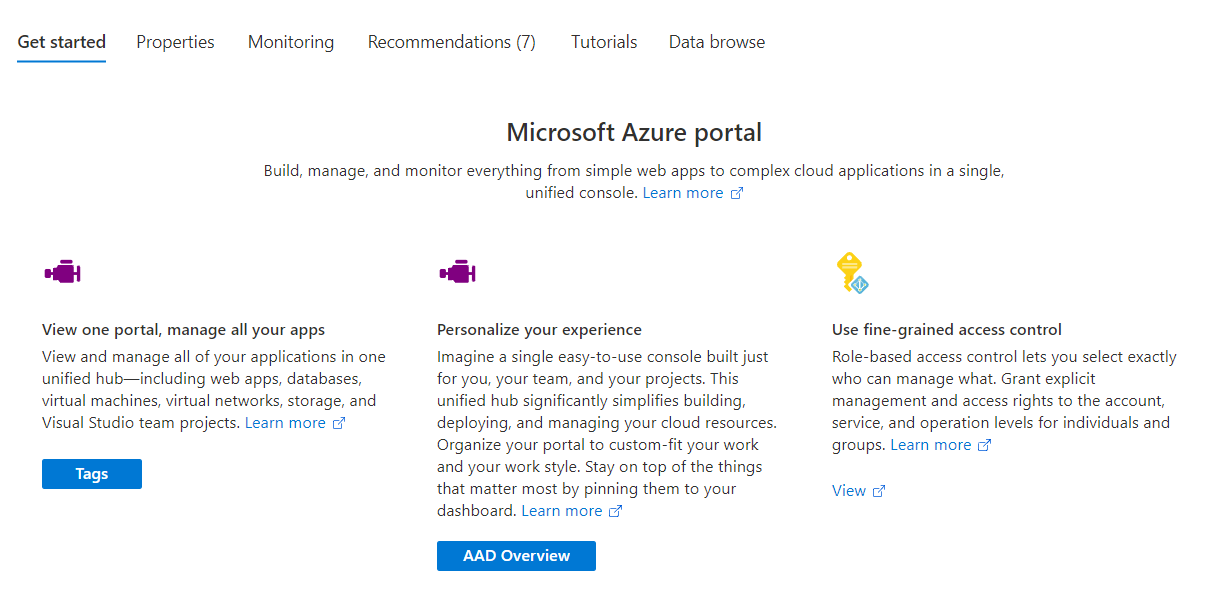 Get started Properties Monitoring Recommendations (7) Tutorials Data browse
Microsoft Azure portal
Build, manage, and monitor everything from simple web apps to complex cloud applications in a single,
unified console. Learn more
View one portal, manage all your apps
View and manage all of your applications in one
unified hub—including web apps, databases,
virtual machines, virtual networks, storage, and
Visual Studio team projects. Learn more
Tags
Personalize your experience
Imagine a single easy-to-use console built just
for you, your team, and your projects. This
unified hub significantly simplifies building,
deploying, and managing your cloud resources.
Organize your portal to custom-fit your work
and your work style. Stay on top of the things
that matter most by pinning them to your
dashboard. Learn more
AAD Overview
Use fine-grained access control
Role-based access control lets you select exactly
who can manage what. Grant explicit
management and access rights to the account,
service, and operation levels for individuals and
groups. Learn more
View